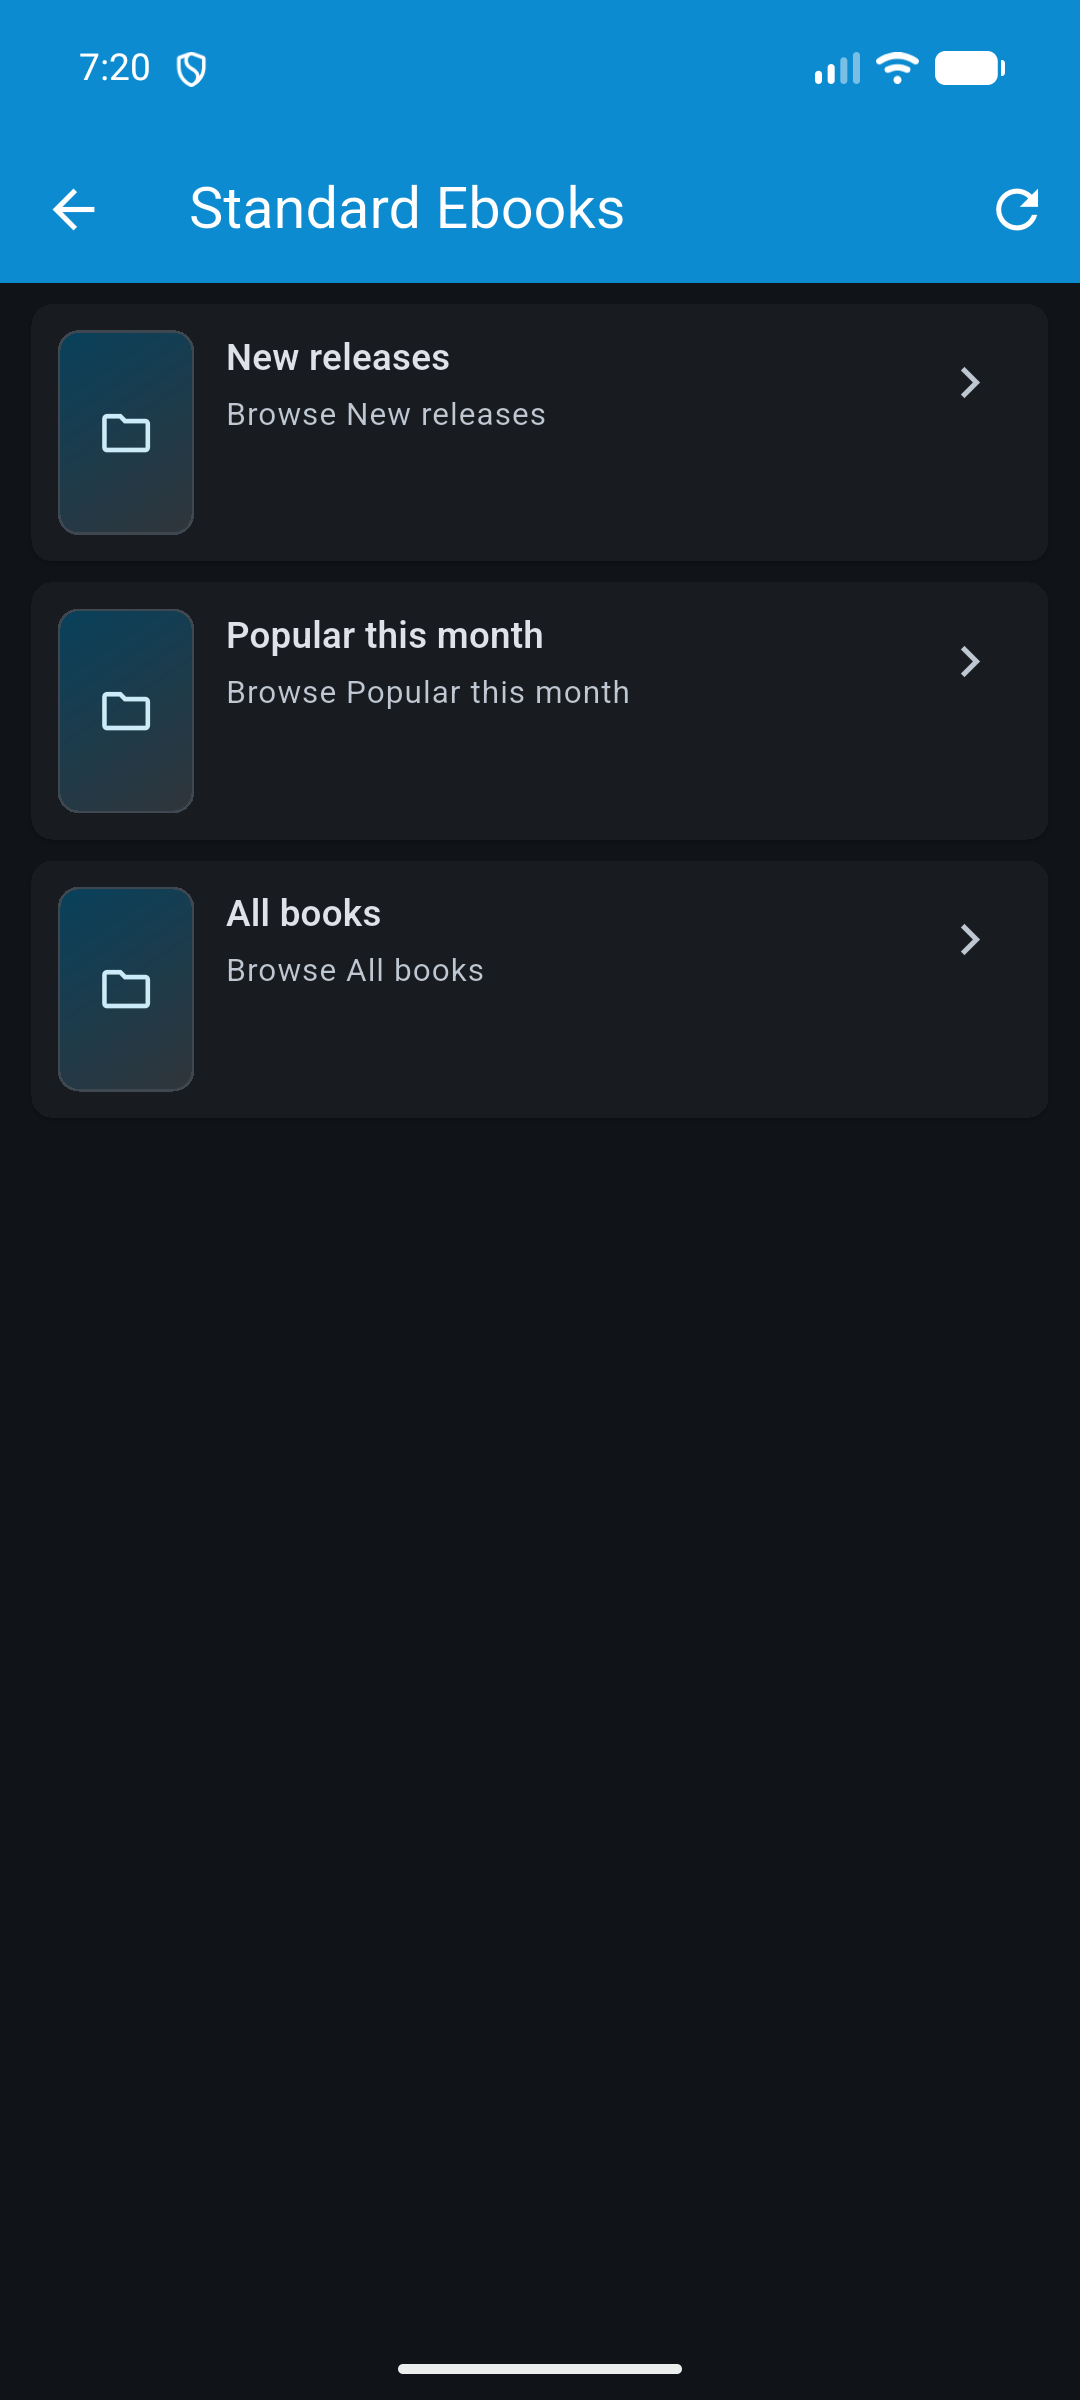 7:20
Standard Ebooks
New releases
Browse New releases
Popular this month
Browse Popular this month
All books
Browse All books